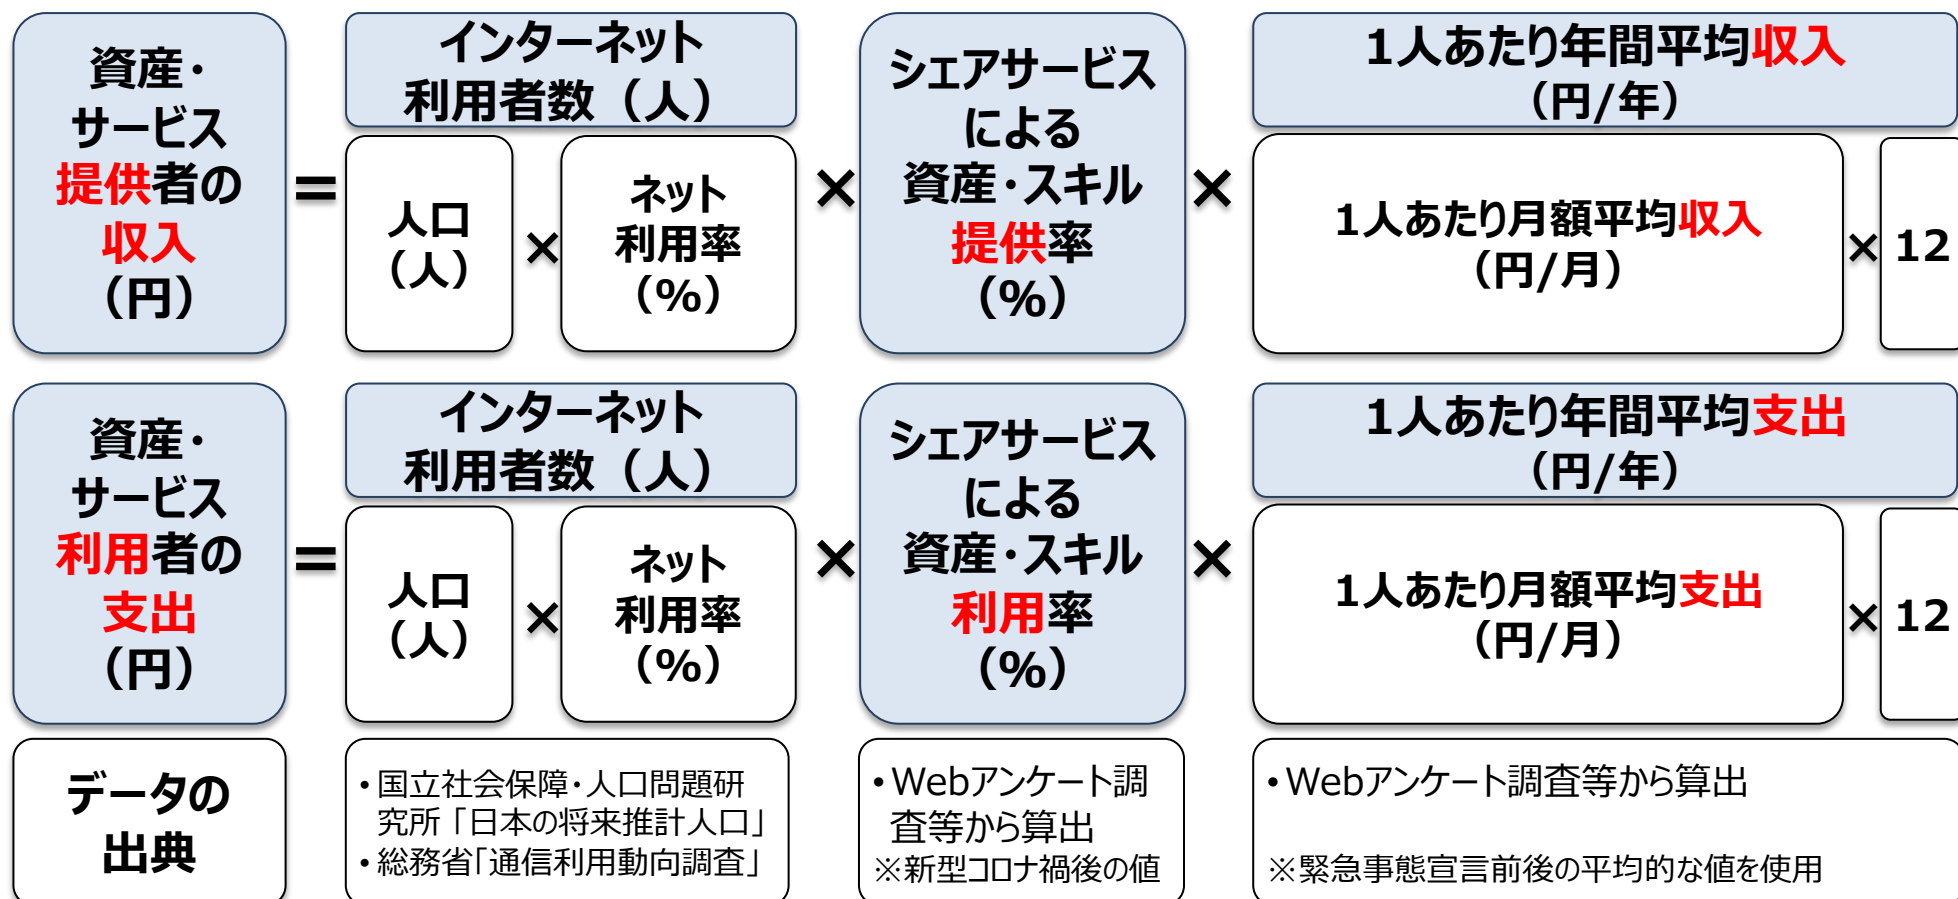 資産・
サービス
提供者の
収入
（円）
＝
インターネット
利用者数（人）
人口
（人）
×
ネット
利用率
（%）
×
シェアサービス
による
資産・スキル
提供率
（%）
×
1人あたり年間平均収入
（円/年）
1人あたり月額平均収入
（円/月）
×
12
資産・
サービス
利用者の
支出
（円）
＝
インターネット
利用者数（人）
人口
（人）
×
ネット
利用率
（%）
×
シェアサービス
による
資産・スキル
利用率
（%）
×
1人あたり年間平均支出
（円/年）
1人あたり月額平均支出
（円/月）
×
12
データの
出典
・国立社会保障・人口問題研
究所「日本の将来推計人口」
・総務省「通信利用動向調査」
・Webアンケート調
査等から算出
※新型コロナ禍後の値
・Webアンケート調査等から算出
※緊急事態宣言前後の平均的な値を使用